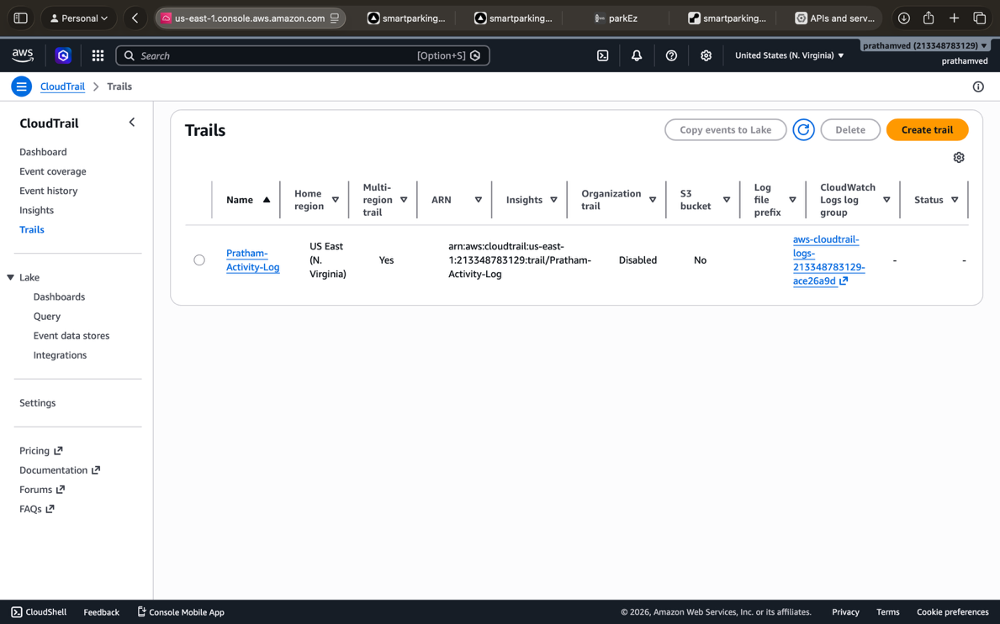 Personal
us-east-1.console.aws.amazon.com
smartparking...
smartparking...
parkEz
smartparking...
APIs and serv...
aws
Search
[Option+S]
United States (N. Virginia)
prathamved (213348783129)
prathamved
CloudTrail
Trails
CloudTrail
Dashboard
Event coverage
Event history
Insights
Trails
Lake
Dashboards
Query
Event data stores
Integrations
Settings
Pricing
Documentation
Forums
FAQs
Trails
Copy events to Lake
Delete
Create trail
Name
Home
region
Multi-
region
trail
ARN
Insights
Organization
trail
S3
bucket
Log
file
prefix
CloudWatch
Logs log
group
Status
Pratham-
Activity-Log
US East
(N.
Virginia)
Yes
arn:aws:cloudtrail:us-east-
1:213348783129:trail/Pratham-
Activity-Log
Disabled
No
aws-cloudtrail-
logs-
213348783129-
ace26a9d
-
-
CloudShell
Feedback
Console Mobile App
© 2026, Amazon Web Services, Inc. or its affiliates.
Privacy
Terms
Cookie preferences